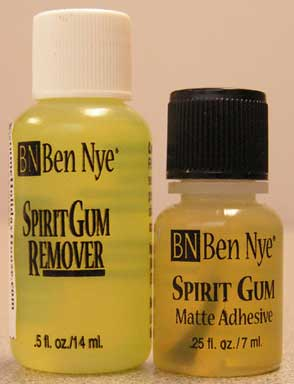 BN Ben Nye®
SPIRIT GUM
REMOVER
.5 fl. oz./14 ml.
BN Ben Nye®
SPIRIT GUM
Matte Adhesive
.25 fl. oz./ 7 ml.